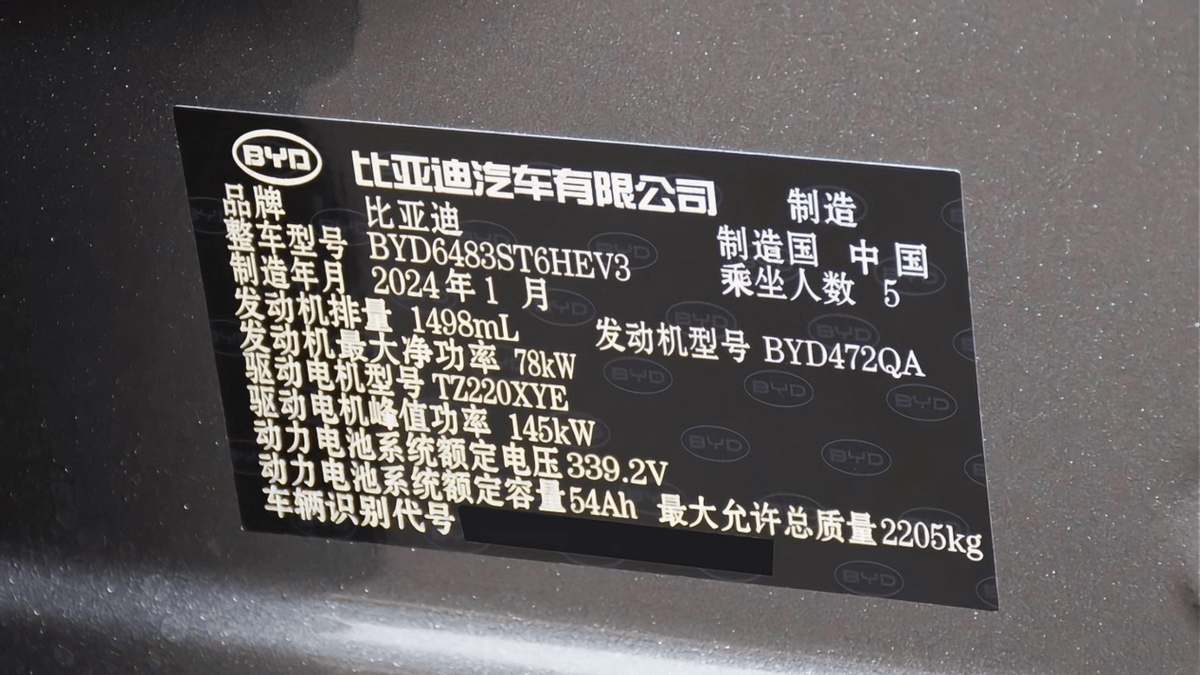 BYD 比亚迪汽车有限公司 制造
品牌 比亚迪 制造国 中国
整车型号 BYD6483ST6HEV3 乘坐人数 5
制造年月 2024年1月
发动机排量 1498mL 发动机型号 BYD472QA
发动机最大净功率 78kW
驱动电机型号 TZ220XYE
驱动电机峰值功率 145kW
动力电池系统额定电压 339.2V
动力电池系统额定容量 54Ah 最大允许总质量 2205kg
车辆识别代号